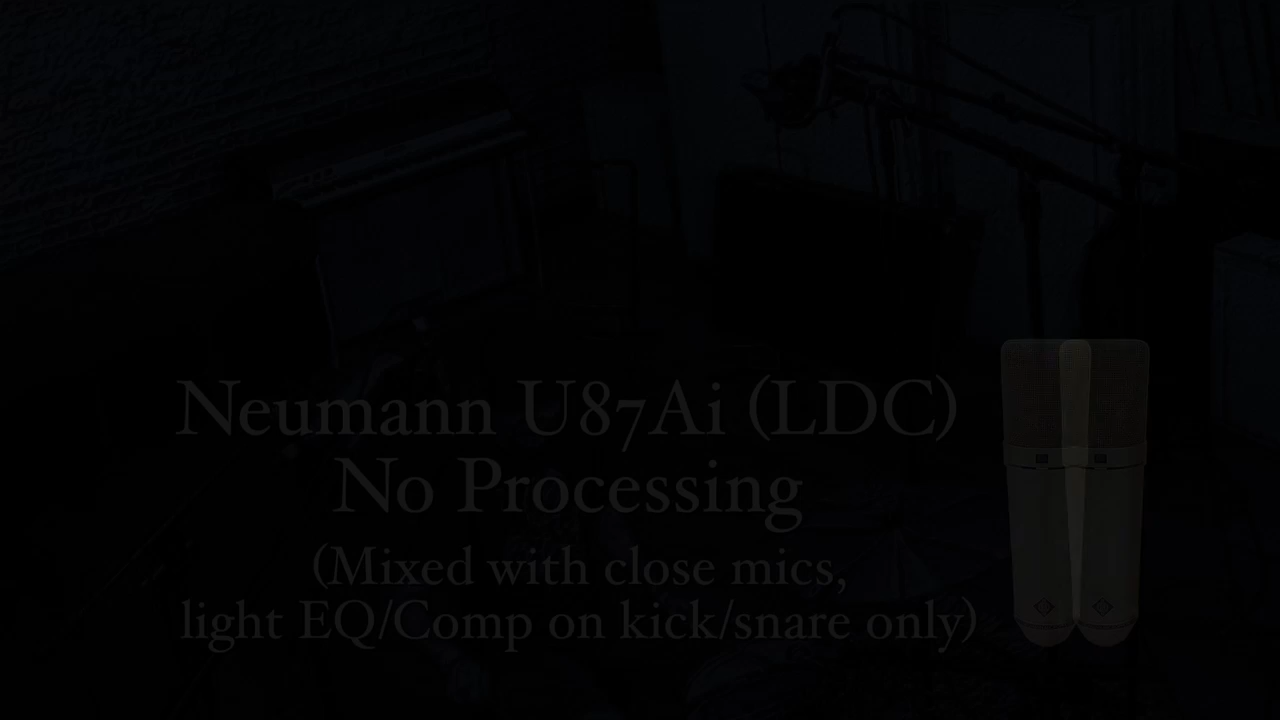 Neumann U87Ai (LDC)
No Processing
(Mixed with close mics,
light EQ/Comp on kick/snare only)